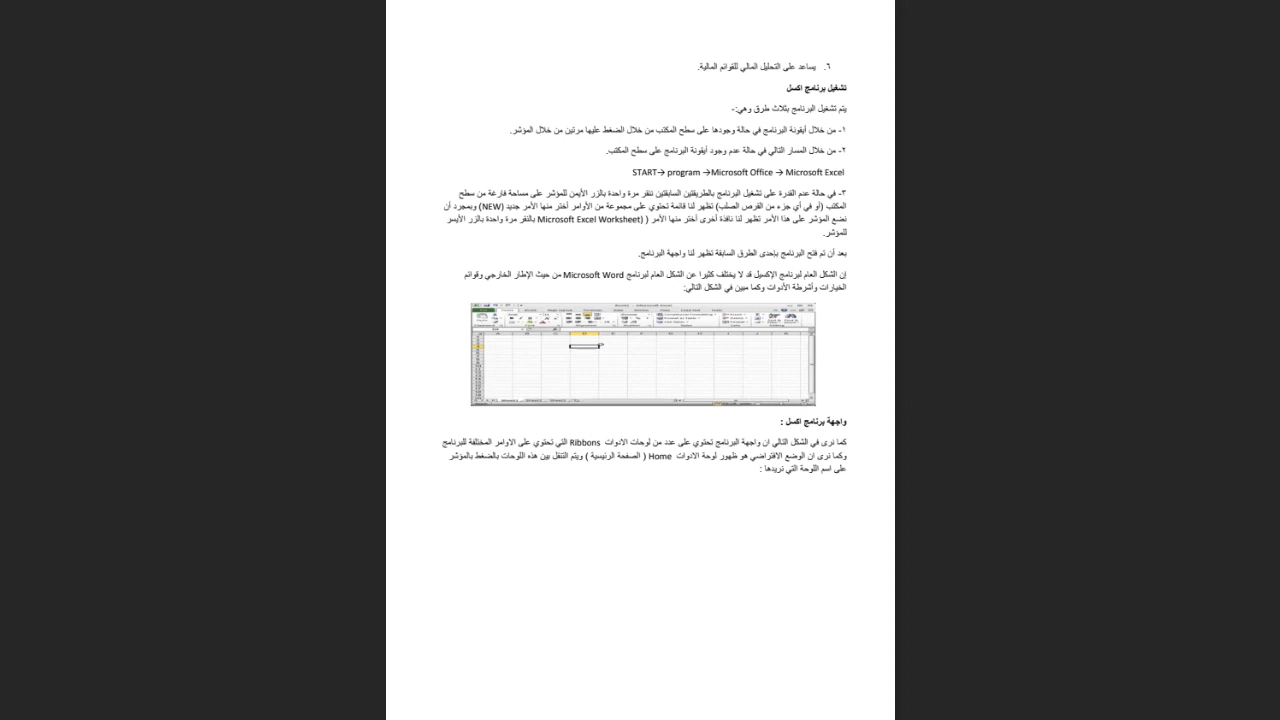 ٦. يساعد على التحليل المالي للقوائم المالية.
تشغيل برنامج اكسل
يتم تشغيل البرنامج بثلاث طرق وهي:-
١- من خلال أيقونة البرنامج في حالة وجودها على سطح المكتب من خلال الضغط عليها مرتين من خلال المؤشر.
٢- من خلال المسار التالي في حالة عدم وجود أيقونة البرنامج على سطح المكتب.
START→ program →Microsoft Office → Microsoft Excel
٣- في حالة عدم القدرة على تشغيل البرنامج بالطريقتين السابقتين ننقر مرة واحدة بالزر الأيمن للمؤشر على مساحة فارغة من سطح
المكتب (أو في أي جزء من القرص الصلب) تظهر لنا قائمة تحتوي على مجموعة من الأوامر أختر منها الأمر جديد (NEW) وبمجرد أن
نضع المؤشر على هذا الأمر تظهر لنا نافذة أخرى أختر منها الأمر ( (Microsoft Excel Worksheet بالنقر مرة واحدة بالزر الأيسر
للمؤشر.
بعد أن تم فتح البرنامج بإحدى الطرق السابقة تظهر لنا واجهة البرنامج.
إن الشكل العام لبرنامج الإكسيل قد لا يختلف كثيرا عن الشكل العام لبرنامج Microsoft Word من حيث الإطار الخارجي وقوائم
الخيارات وأشرطة الأدوات وكما مبين في الشكل التالي:
واجهة برنامج اكسل :
كما نرى في الشكل التالي ان واجهة البرنامج تحتوي على عدد من لوحات الادوات Ribbons التي تحتوي على الاوامر المختلفة للبرنامج
وكما نرى ان الوضع الافتراضي هو ظهور لوحة الادوات Home ( الصفحة الرئيسية ) ويتم التنقل بين هذه اللوحات بالضغط بالمؤشر
على اسم اللوحة التي نريدها :